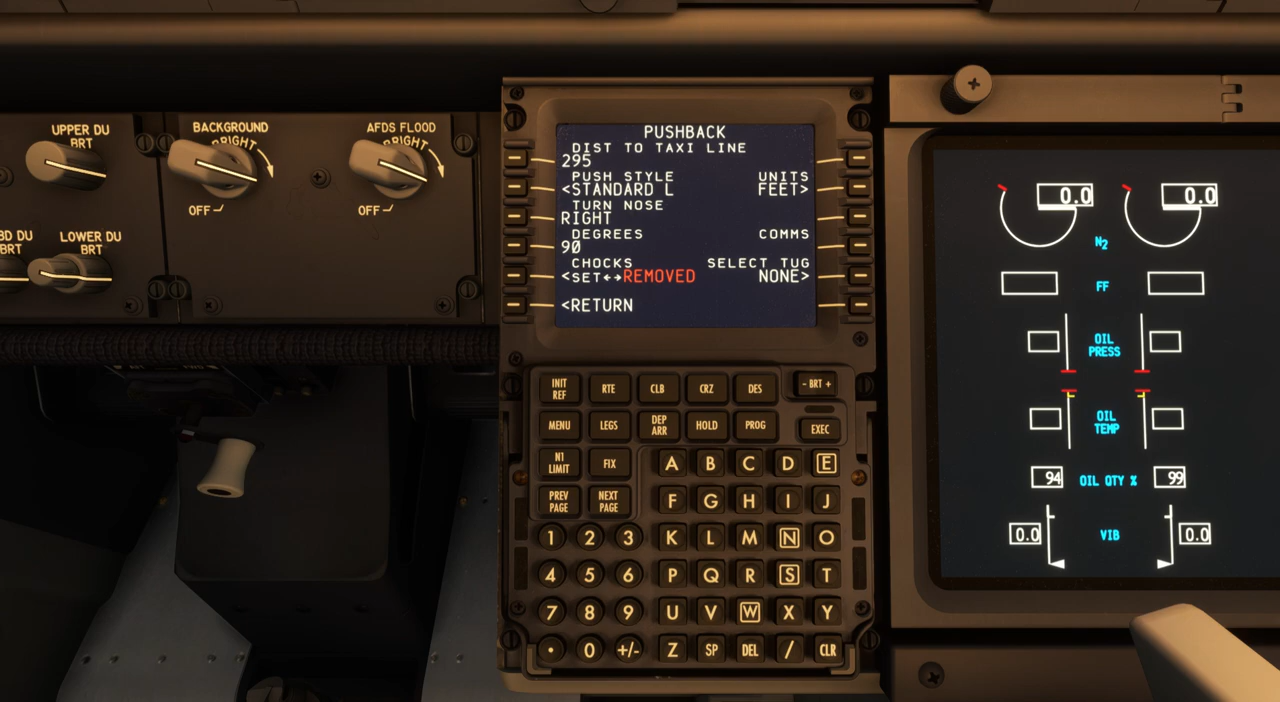 UPPER DU
BRT
BACKGROUND
BRIGHT
OFF
AFDS FLOOD
BRIGHT
OFF
BD DU
BRT
LOWER DU
BRT
PUSHBACK
DIST TO TAXI LINE
295
PUSH STYLE UNITS
<STANDARD L FEET>
TURN NOSE
RIGHT
DEGREES COMMS
90
CHOCKS SELECT TUG
<SET↔REMOVED NONE>
<RETURN
INIT REF
RTE
CLB
CRZ
DES
- BRT +
MENU
LEGS
DEP ARR
HOLD
PROG
EXEC
N1 LIMIT
FIX
A B C D E
PREV PAGE
NEXT PAGE
F G H I J
1 2 3 K L M N O
4 5 6 P Q R S T
7 8 9 U V W X Y
. 0 +/- Z SP DEL / CLR
0.0 0.0
N2
FF
OIL
PRESS
OIL
TEMP
94 OIL QTY % 99
0.0 VIB 0.0